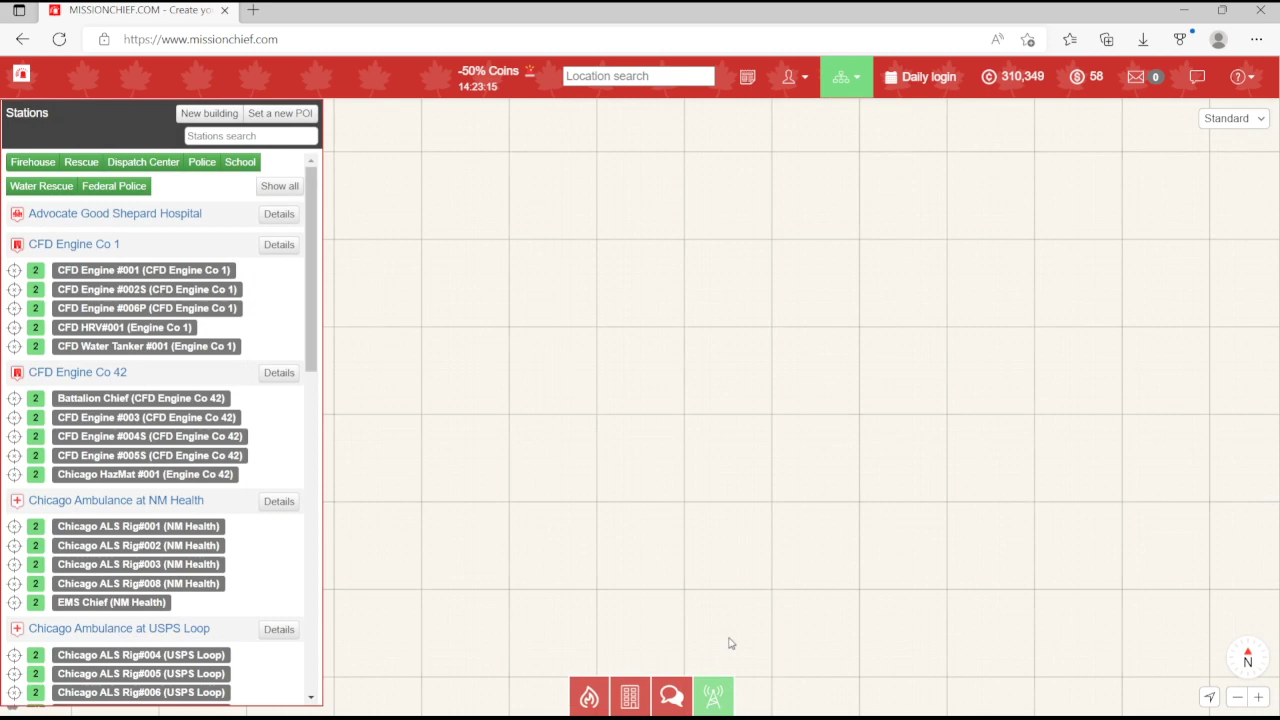 MISSIONCHIEF.COM - Create yo
https://www.missionchief.com
-50% Coins
14:23:15
Location search
Daily login
310,349
58
0
Stations
New building
Set a new POI
Stations search
Standard
Firehouse
Rescue
Dispatch Center
Police
School
Water Rescue
Federal Police
Show all
Advocate Good Shepard Hospital
Details
CFD Engine Co 1
Details
2 CFD Engine #001 (CFD Engine Co 1)
2 CFD Engine #002S (CFD Engine Co 1)
2 CFD Engine #006P (CFD Engine Co 1)
2 CFD HRV#001 (Engine Co 1)
2 CFD Water Tanker #001 (Engine Co 1)
CFD Engine Co 42
Details
2 Battalion Chief (CFD Engine Co 42)
2 CFD Engine #003 (CFD Engine Co 42)
2 CFD Engine #004S (CFD Engine Co 42)
2 CFD Engine #005S (CFD Engine Co 42)
2 Chicago HazMat #001 (Engine Co 42)
Chicago Ambulance at NM Health
Details
2 Chicago ALS Rig#001 (NM Health)
2 Chicago ALS Rig#002 (NM Health)
2 Chicago ALS Rig#003 (NM Health)
2 Chicago ALS Rig#008 (NM Health)
2 EMS Chief (NM Health)
Chicago Ambulance at USPS Loop
Details
2 Chicago ALS Rig#004 (USPS Loop)
2 Chicago ALS Rig#005 (USPS Loop)
2 Chicago ALS Rig#006 (USPS Loop)
N